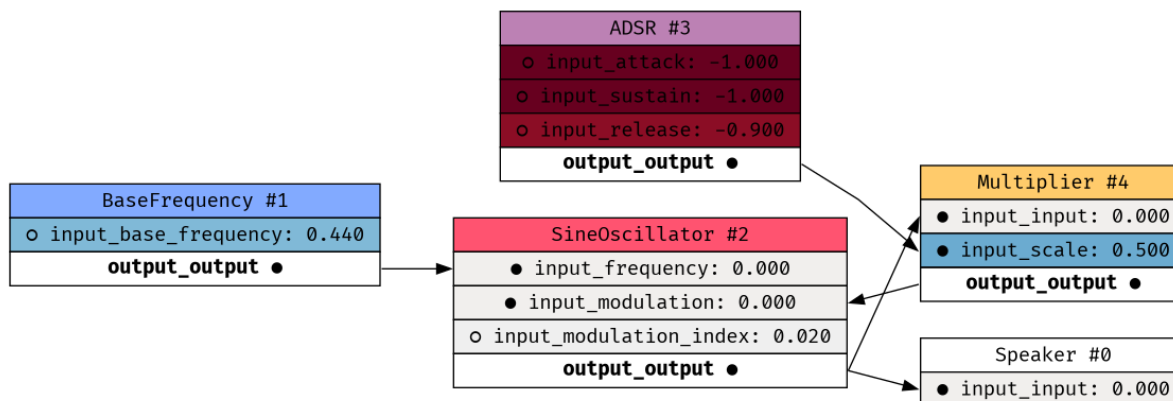 ADSR #3
○ input_attack: -1.000
○ input_sustain: -1.000
○ input_release: -0.900
output_output ●
BaseFrequency #1
○ input_base_frequency: 0.440
output_output ●
SineOscillator #2
● input_frequency: 0.000
● input_modulation: 0.000
○ input_modulation_index: 0.020
output_output ●
Multiplier #4
● input_input: 0.000
● input_scale: 0.500
output_output ●
Speaker #0
● input_input: 0.000